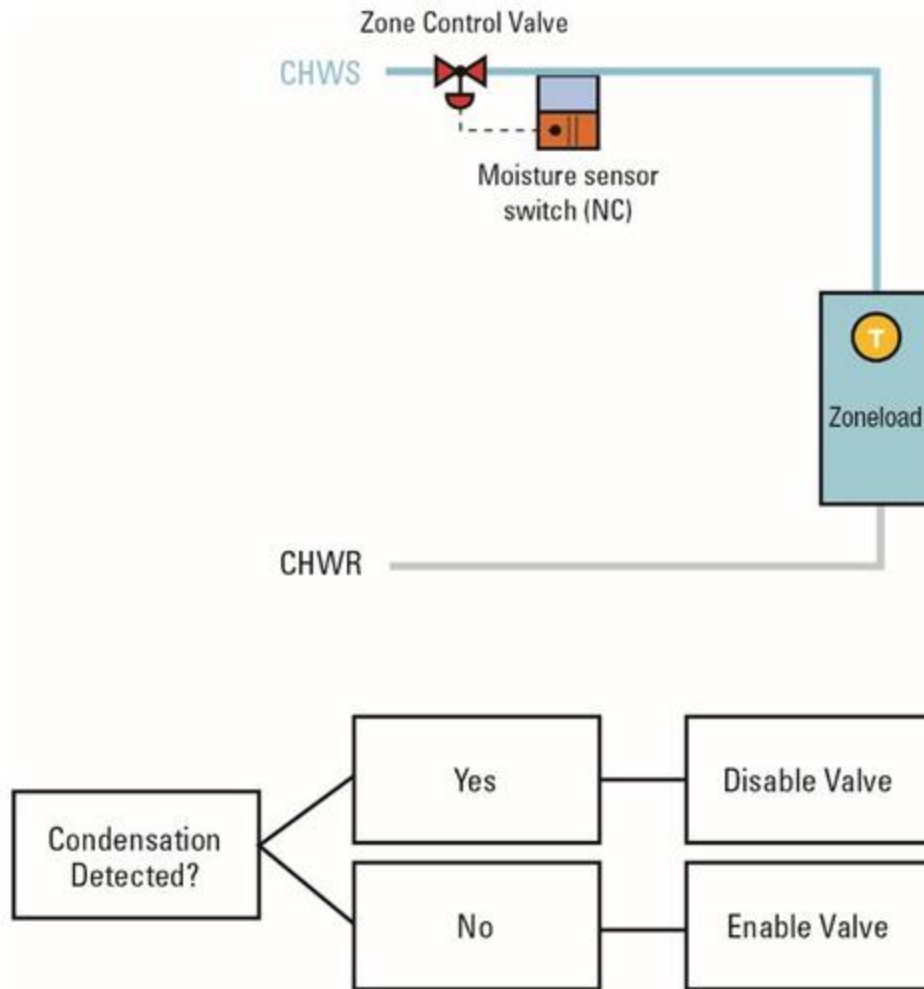 Zone Control Valve
CHWS
Moisture sensor
switch (NC)
T
Zoneload
CHWR
Yes
Disable Valve
Condensation
Detected?
No
Enable Valve